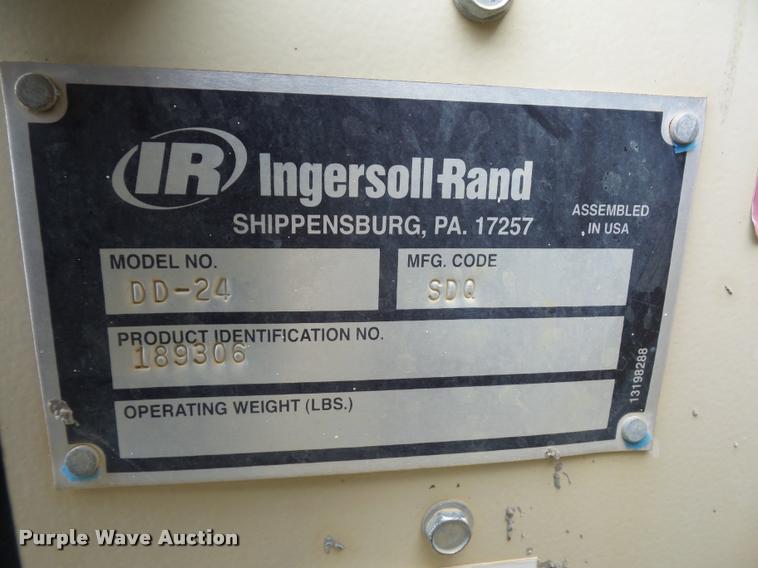 IR Ingersoll-Rand
SHIPPENSBURG, PA. 17257
ASSEMBLED
IN USA
MODEL NO.
DD-24
MFG. CODE
SDQ
PRODUCT IDENTIFICATION NO.
189306
OPERATING WEIGHT (LBS.)
13198288
Purple Wave Auction